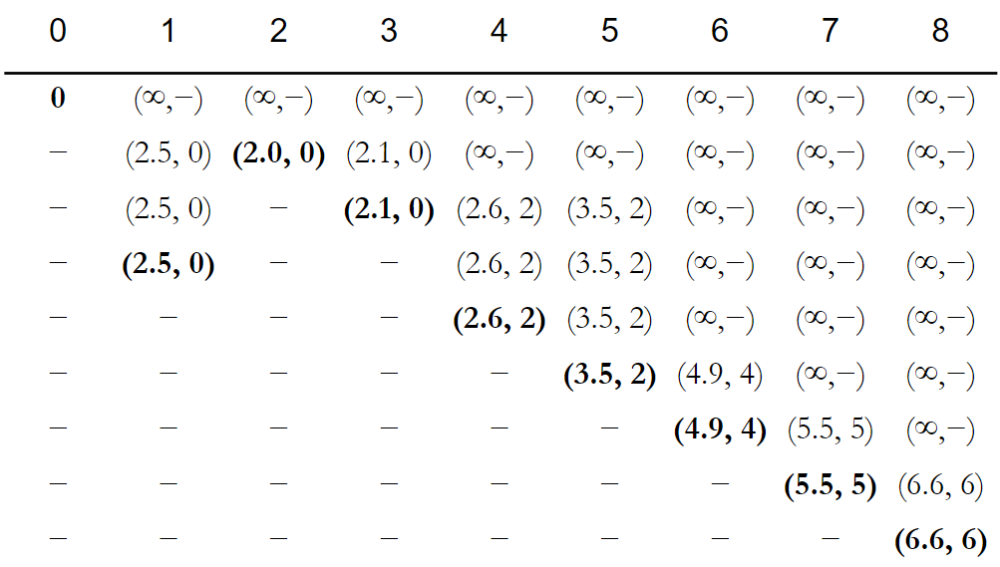 0 1 2 3 4 5 6 7 8
0 (∞,−) (∞,−) (∞,−) (∞,−) (∞,−) (∞,−) (∞,−) (∞,−)
− (2.5, 0) (2.0, 0) (2.1, 0) (∞,−) (∞,−) (∞,−) (∞,−) (∞,−)
− (2.5, 0) − (2.1, 0) (2.6, 2) (3.5, 2) (∞,−) (∞,−) (∞,−)
− (2.5, 0) − − (2.6, 2) (3.5, 2) (∞,−) (∞,−) (∞,−)
− − − − (2.6, 2) (3.5, 2) (∞,−) (∞,−) (∞,−)
− − − − − (3.5, 2) (4.9, 4) (∞,−) (∞,−)
− − − − − − (4.9, 4) (5.5, 5) (∞,−)
− − − − − − − (5.5, 5) (6.6, 6)
− − − − − − − − (6.6, 6)